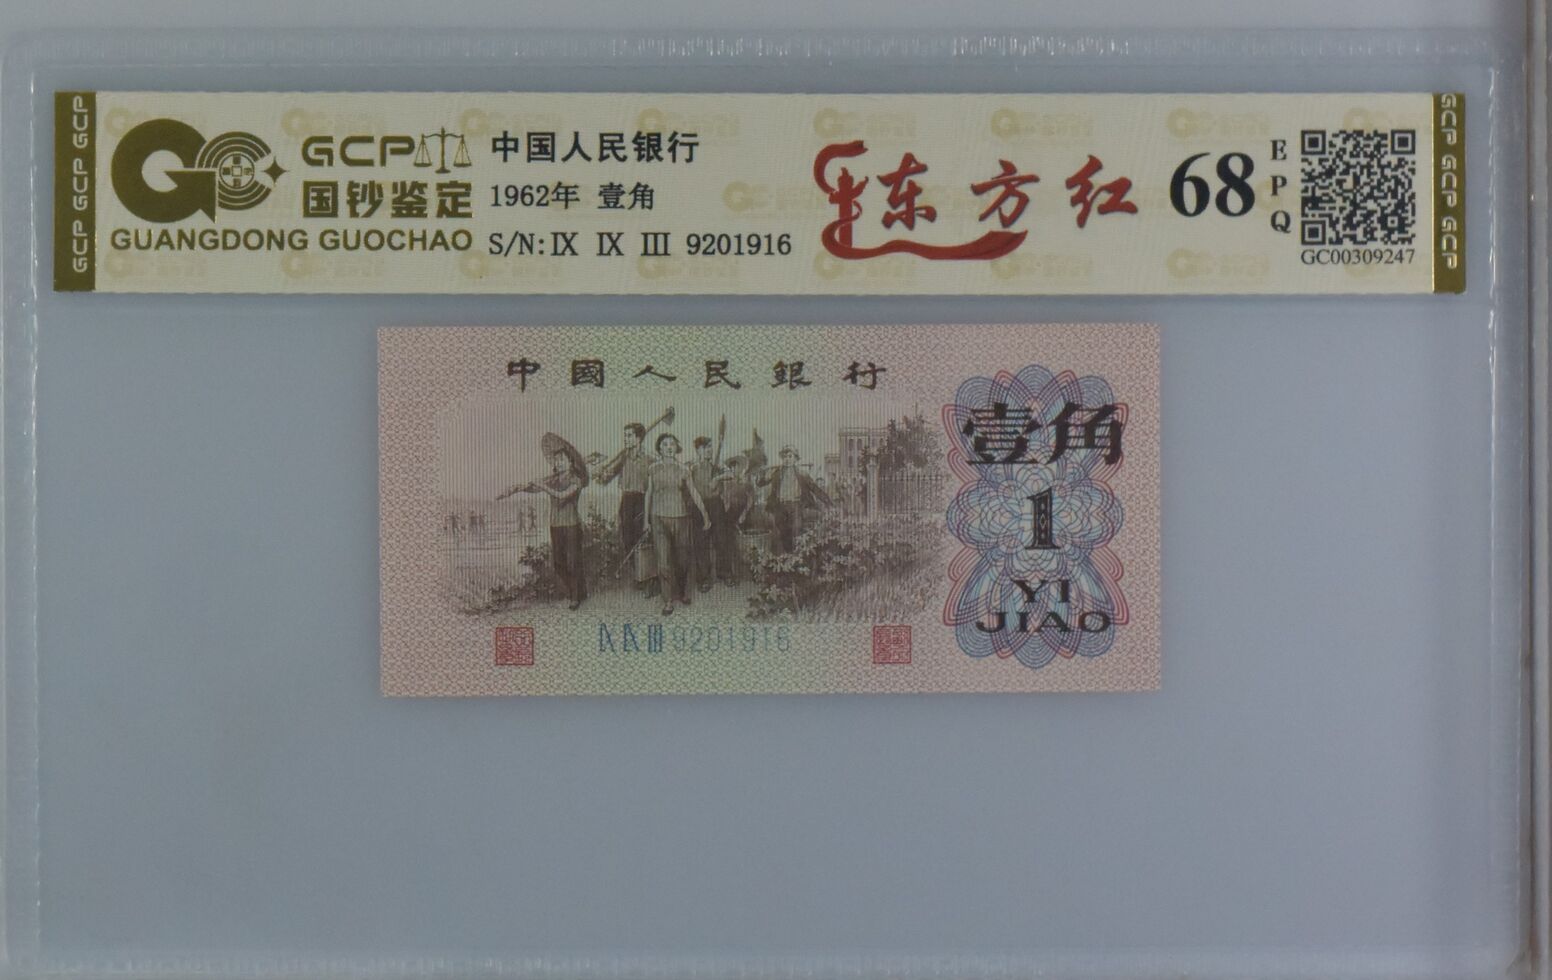 GCP GCP GCP
GCP
国钞鉴定
GUANGDONG GUOCHAO
中国人民银行
1962年 壹角
S/N: IX IX III 9201916
东方红
68
EPQ
GC00309247
GCP GCP GCP
中國人民銀行
壹角
1
YI
JIAO
IX IX III 9201916